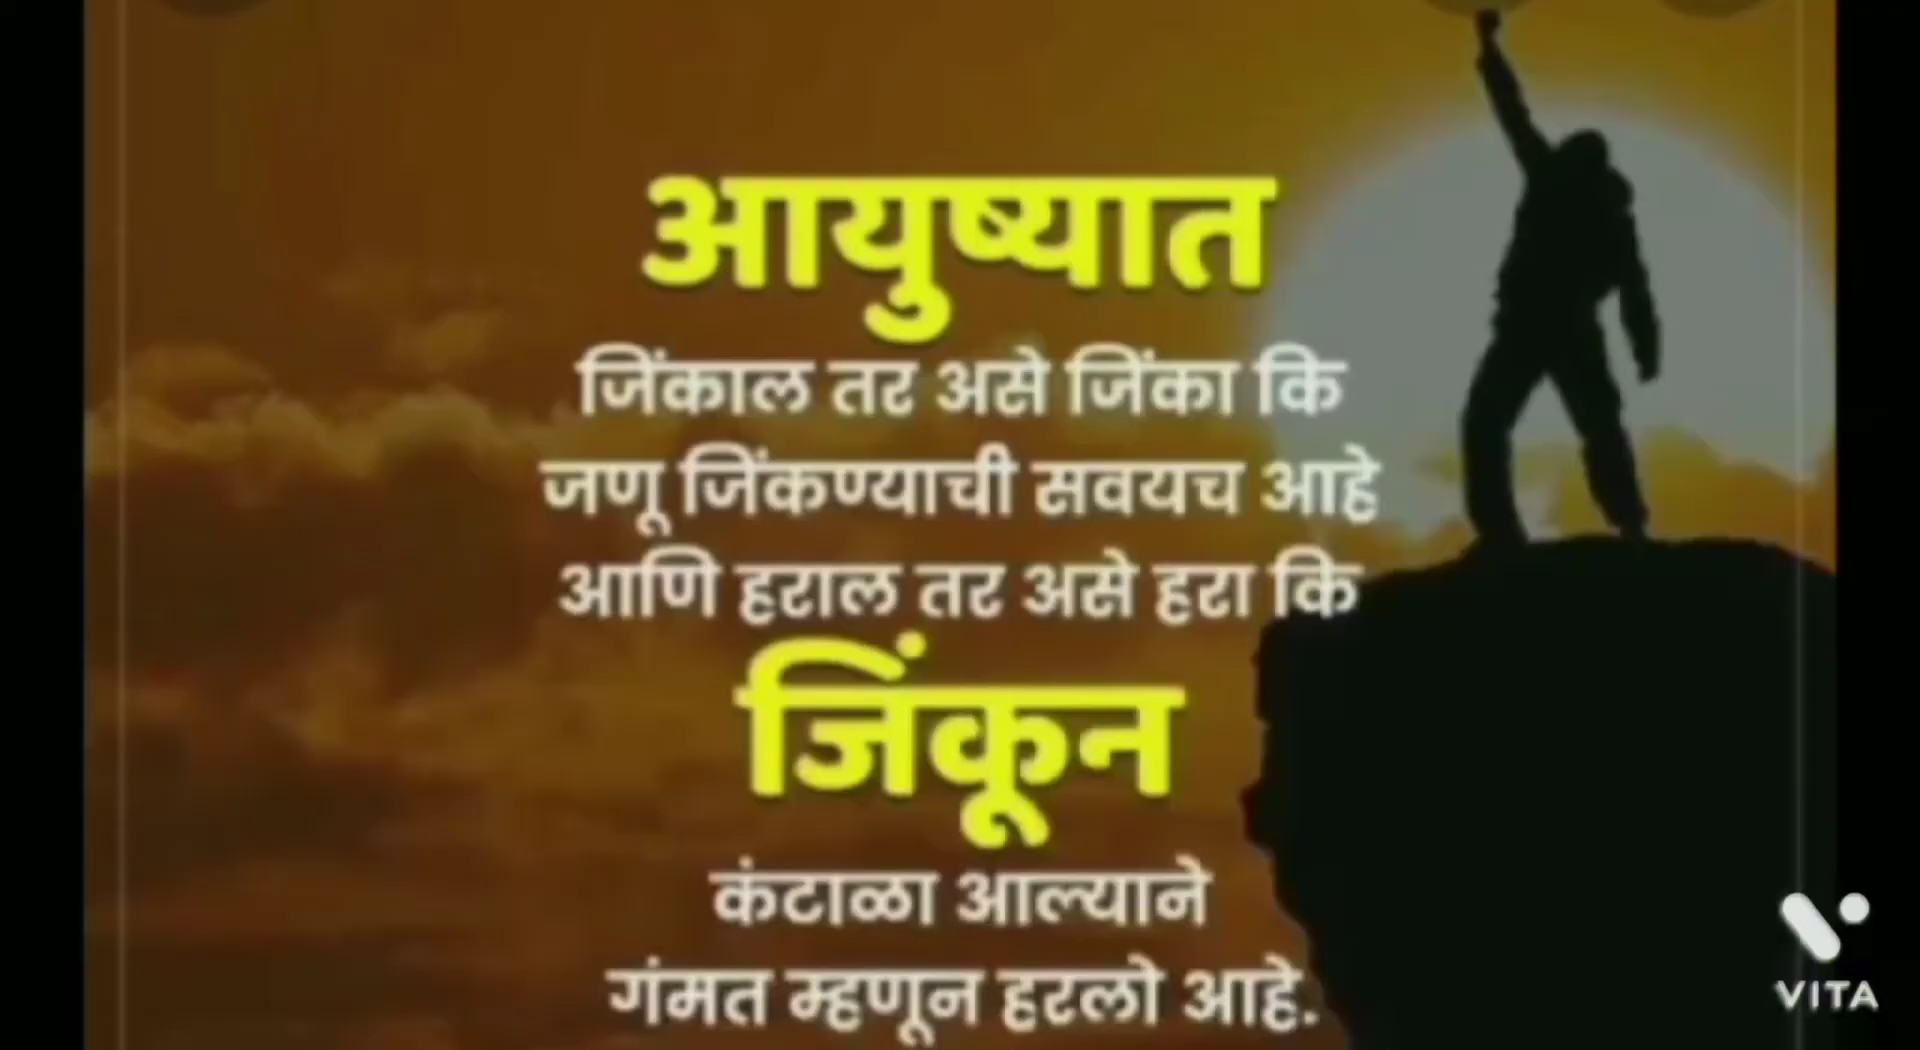 आयुष्यात
जिंकाल तर असे जिंका कि
जणू जिंकण्याची सवयच आहे
आणि हराल तर असे हरा कि
जिंकून
कंटाळा आल्याने
गंमत म्हणून हरलो आहे.
VITA